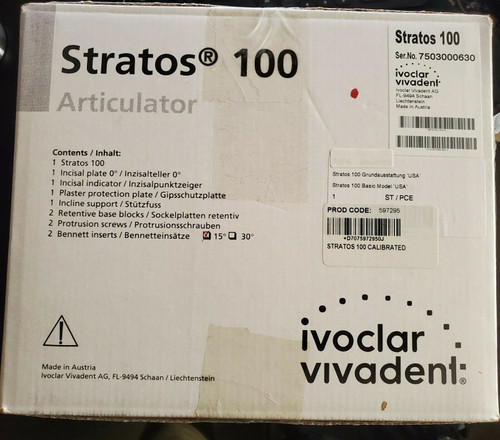 Stratos® 100
Articulator
Contents / Inhalt:
1 Stratos 100
1 Incisal plate 0° / Inzisalteller 0°
1 Incisal indicator / Inzisalpunktzeiger
1 Plaster protection plate / Gipsschutzplatte
1 Incline support / Stützfuss
2 Retentive base blocks / Sockelplatten retentiv
2 Protrusion screws / Protrusionsschrauben
2 Bennett inserts / Bennetteinsätze 15° 30°
Made in Austria
Ivoclar Vivadent AG, FL-9494 Schaan / Liechtenstein
Stratos 100
Ser.No. 7503000630
ivoclar
vivadent:
Ivoclar Vivadent AG
FL-9494 Schaan
Liechtenstein
Made in Austria
Stratos 100 Grundausstattung 'USA'
Stratos 100 Basic Model 'USA'
1 ST / PCE
PROD CODE: 597295
+D7075972950J
STRATOS 100 CALIBRATED
ivoclar
vivadent:®